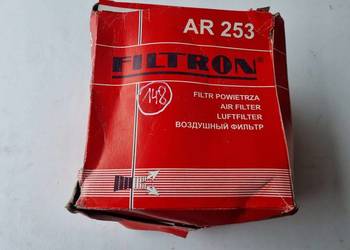 AR 253
FILTRON®
148
FILTR POWIETRZA
AIR FILTER
LUFTFILTER
ВОЗДУШНЫЙ ФИЛЬТР